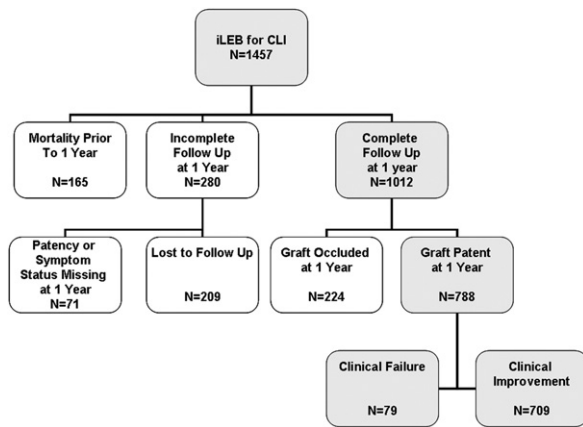 iLEB for CLI
N=1457
Mortality Prior
To 1 Year
N=165
Incomplete
Follow Up
at 1 Year
N=280
Complete
Follow Up
at 1 year
N=1012
Patency or
Symptom
Status Missing
at 1 Year
N=71
Lost to Follow Up
N=209
Graft Occluded
at 1 Year
N=224
Graft Patent
at 1 Year
N=788
Clinical Failure
N=79
Clinical
Improvement
N=709